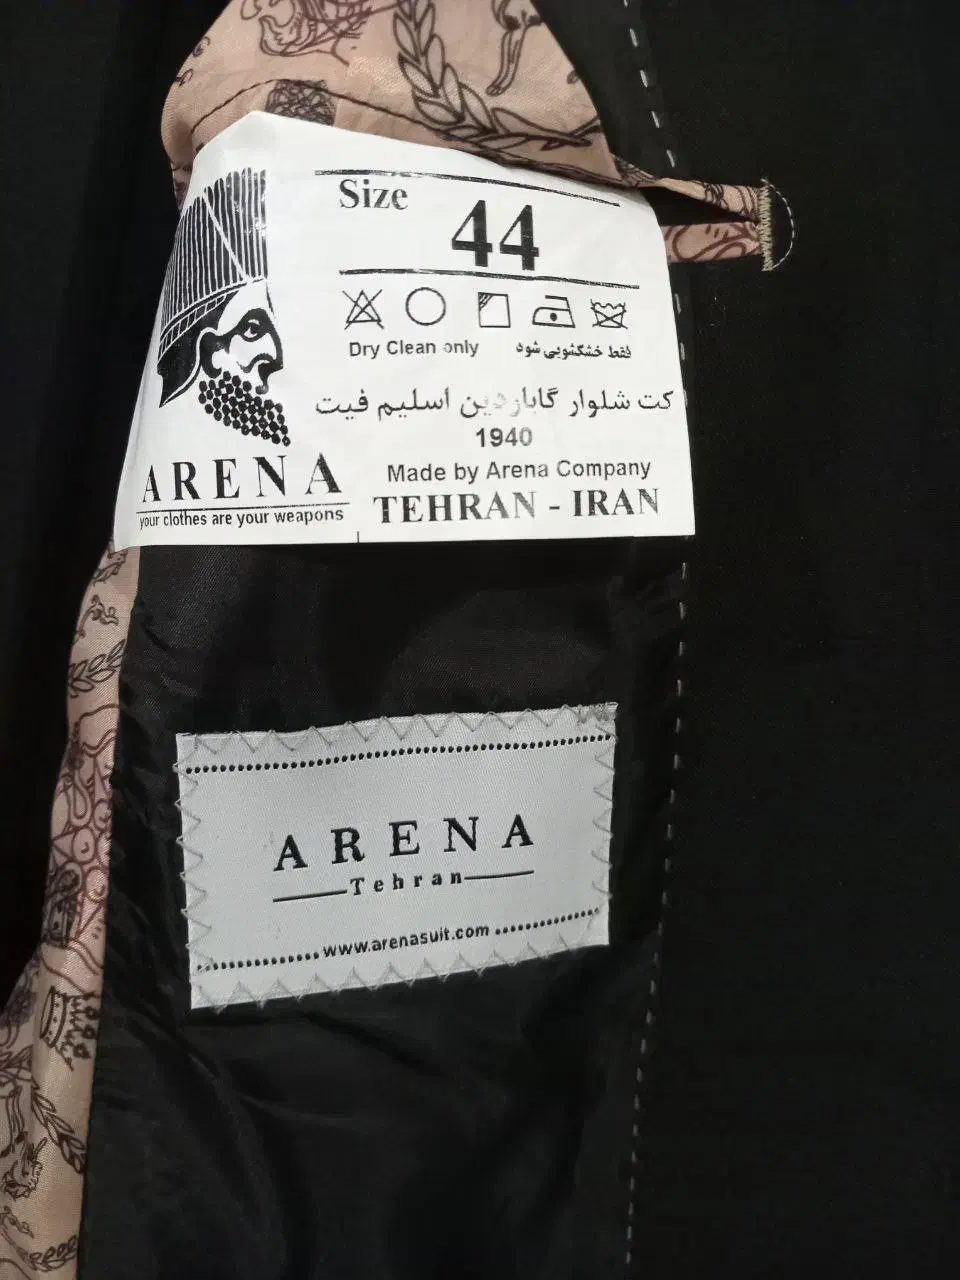 Size
44
Dry Clean only
فقط خشکشویی شود
کت شلوار گاباردین اسلیم فیت
1940
Made by Arena Company
TEHRAN - IRAN
ARENA
your clothes are your weapons
ARENA
Tehran
www.arenasuit.com